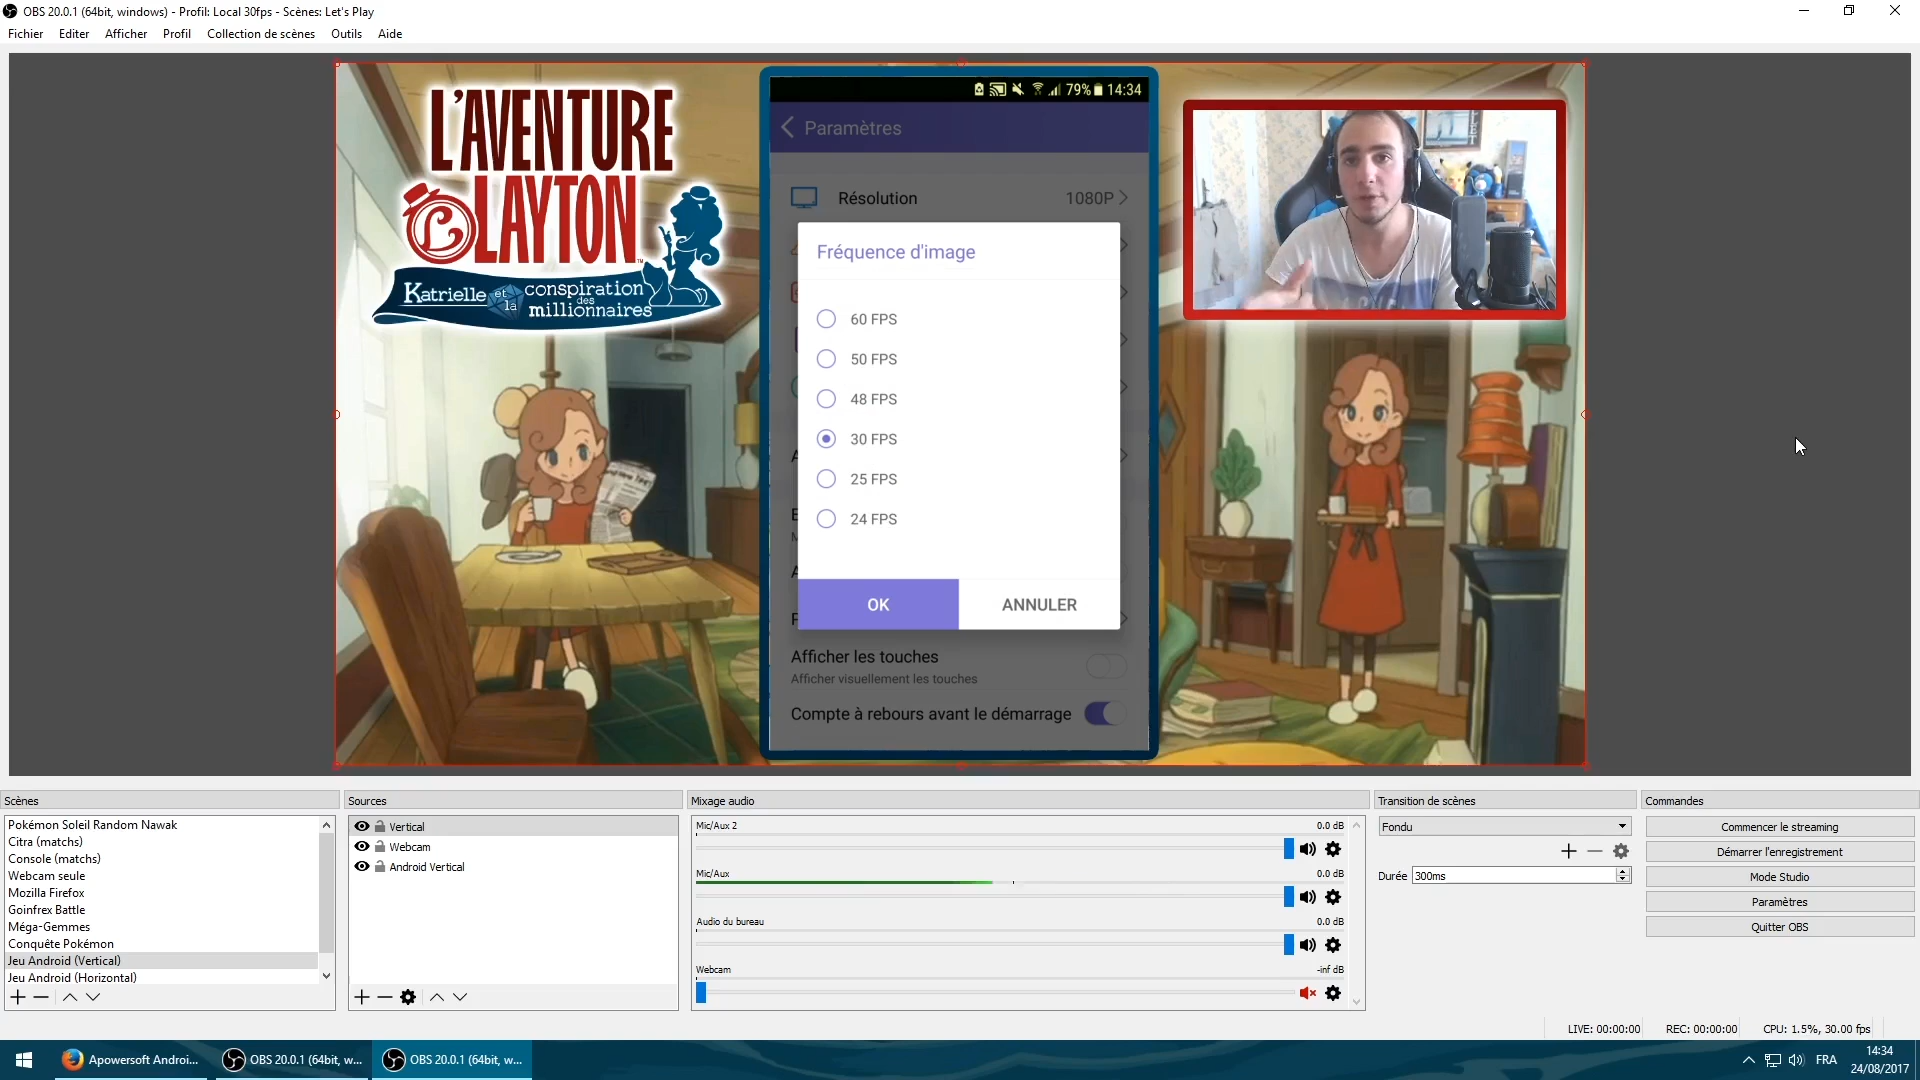 OBS 20.0.1 (64bit, windows) - Profil: Local 30fps - Scènes: Let's Play
Fichier Editer Afficher Profil Collection de scènes Outils Aide
L'AVENTURE
LAYTON
TM
Katrielle et la conspiration des millionnaires
79% 14:34
Paramètres
Résolution 1080P
Fréquence d'image
60 FPS
50 FPS
48 FPS
30 FPS
25 FPS
24 FPS
OK ANNULER
Afficher les touches
Afficher visuellement les touches
Compte à rebours avant le démarrage
Scènes
Pokémon Soleil Random Nawak
Citra (matchs)
Console (matchs)
Webcam seule
Mozilla Firefox
Goinfrex Battle
Méga-Gemmes
Conquête Pokémon
Jeu Android (Vertical)
Jeu Android (Horizontal)
Sources
Vertical
Webcam
Android Vertical
Mixage audio
Mic/Aux 2 0.0 dB
Mic/Aux 0.0 dB
Audio du bureau 0.0 dB
Webcam -inf dB
Transition de scènes
Fondu
Durée 300ms
Commandes
Commencer le streaming
Démarrer l'enregistrement
Mode Studio
Paramètres
Quitter OBS
LIVE: 00:00:00 REC: 00:00:00 CPU: 1.5%, 30.00 fps
Apowersoft Androi... OBS 20.0.1 (64bit, w... OBS 20.0.1 (64bit, w...
FRA
14:34
24/08/2017